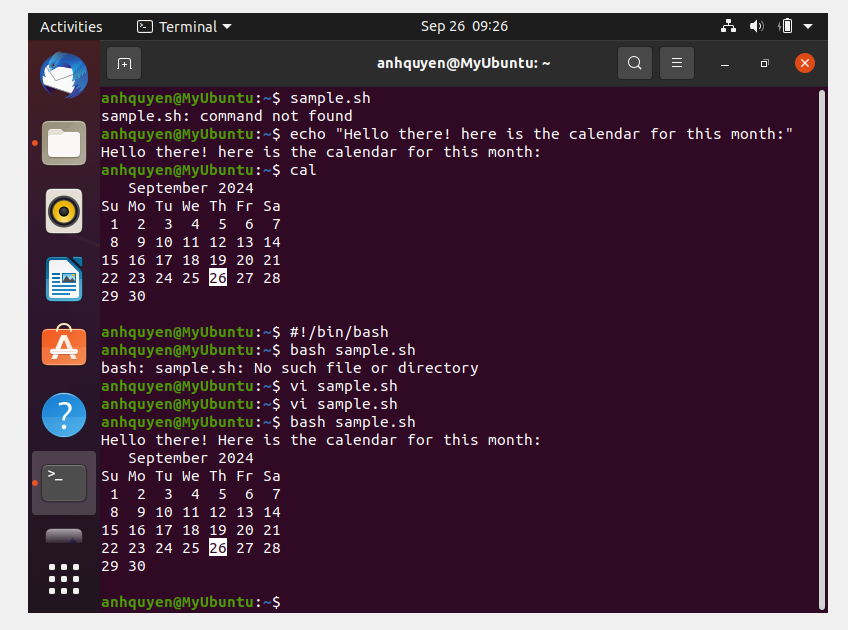 Activities Terminal Sep 26 09:26
anhquyen@MyUbuntu: ~
anhquyen@MyUbuntu:~$ sample.sh
sample.sh: command not found
anhquyen@MyUbuntu:~$ echo "Hello there! here is the calendar for this month:"
Hello there! here is the calendar for this month:
anhquyen@MyUbuntu:~$ cal
   September 2024
Su Mo Tu We Th Fr Sa
 1  2  3  4  5  6  7
 8  9 10 11 12 13 14
15 16 17 18 19 20 21
22 23 24 25 26 27 28
29 30
anhquyen@MyUbuntu:~$ #!/bin/bash
anhquyen@MyUbuntu:~$ bash sample.sh
bash: sample.sh: No such file or directory
anhquyen@MyUbuntu:~$ vi sample.sh
anhquyen@MyUbuntu:~$ vi sample.sh
anhquyen@MyUbuntu:~$ bash sample.sh
Hello there! Here is the calendar for this month:
   September 2024
Su Mo Tu We Th Fr Sa
 1  2  3  4  5  6  7
 8  9 10 11 12 13 14
15 16 17 18 19 20 21
22 23 24 25 26 27 28
29 30
anhquyen@MyUbuntu:~$